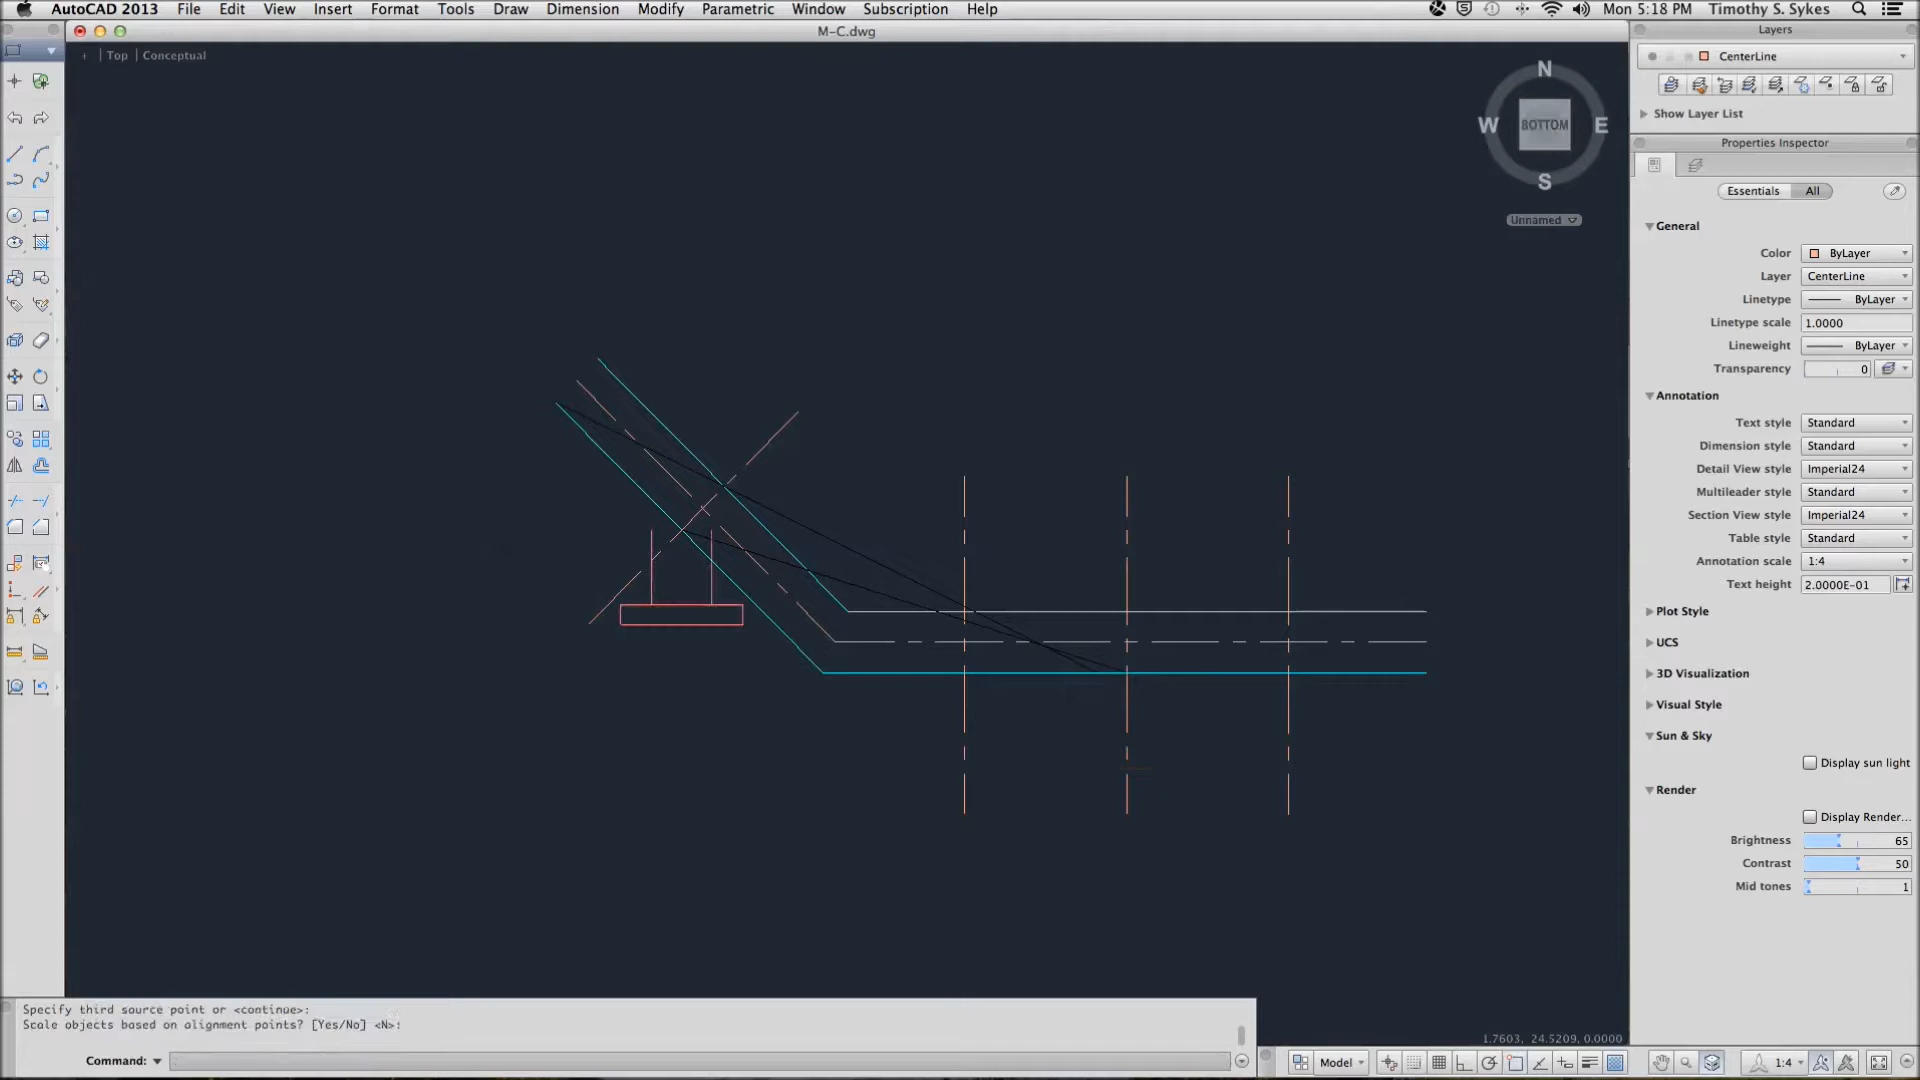 AutoCAD 2013 File Edit View Insert Format Tools Draw Dimension Modify Parametric Window Subscription Help Mon 5:18 PM Timothy S. Sykes
M-C.dwg
+ | Top | Conceptual
N
W BOTTOM E
S
Unnamed
Layers
CenterLine
Show Layer List
Properties Inspector
Essentials All
General
Color ByLayer
Layer CenterLine
Linetype ByLayer
Linetype scale 1.0000
Lineweight ByLayer
Transparency 0
Annotation
Text style Standard
Dimension style Standard
Detail View style Imperial24
Multileader style Standard
Section View style Imperial24
Table style Standard
Annotation scale 1:4
Text height 2.0000E-01
Plot Style
UCS
3D Visualization
Visual Style
Sun & Sky
Display sun light
Render
Display Render...
Brightness 65
Contrast 50
Mid tones 1
Specify third source point or <continue>:
Scale objects based on alignment points? [Yes/No] <N>:
Command:
1.7603, 24.5209, 0.0000
Model 1:4